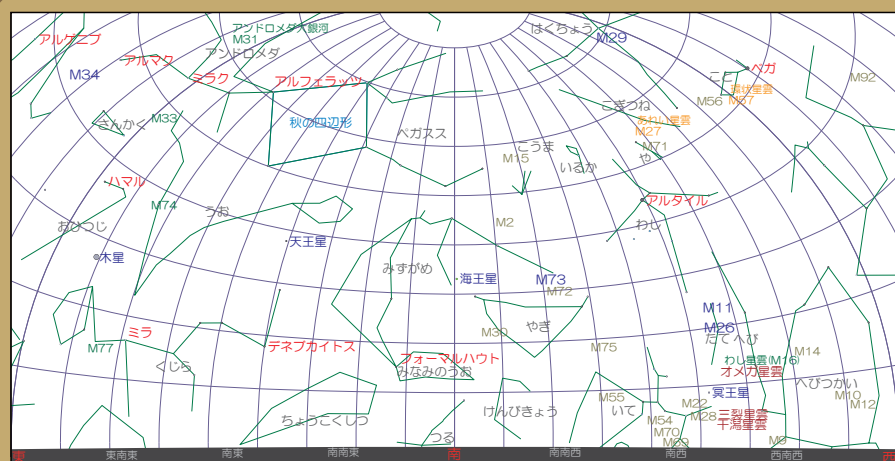 アンドロメダ大銀河
M31
はくちょう
M29
アルゲニブ
アンドロメダ
アルマク
M34
ミラク
アルフェラッツ
こと
ベガ
M92
環状星雲
M57
M56
こぎつね
M33
さんかく
秋の四辺形
ペガスス
あれい星雲
M27
M71
や
こうま
M15
いるか
ハマル
M74
うお
アルタイル
わし
M2
おひつじ
木星
天王星
みずがめ
海王星
M73
M72
M11
M26
たて
へび
ミラ
M77
くじら
デネブカイトス
フォーマルハウト
みなみのうお
M30
やぎ
M75
わし星雲(M16)
オメガ星雲
M14
へびつかい
M10
M12
冥王星
M55
いて
M22
M28
三裂星雲
干潟星雲
M54
M70
M69
M9
ちょうこくしつ
つる
けんびきょう
東
東南東
南東
南南東
南
南南西
南西
西南西
西